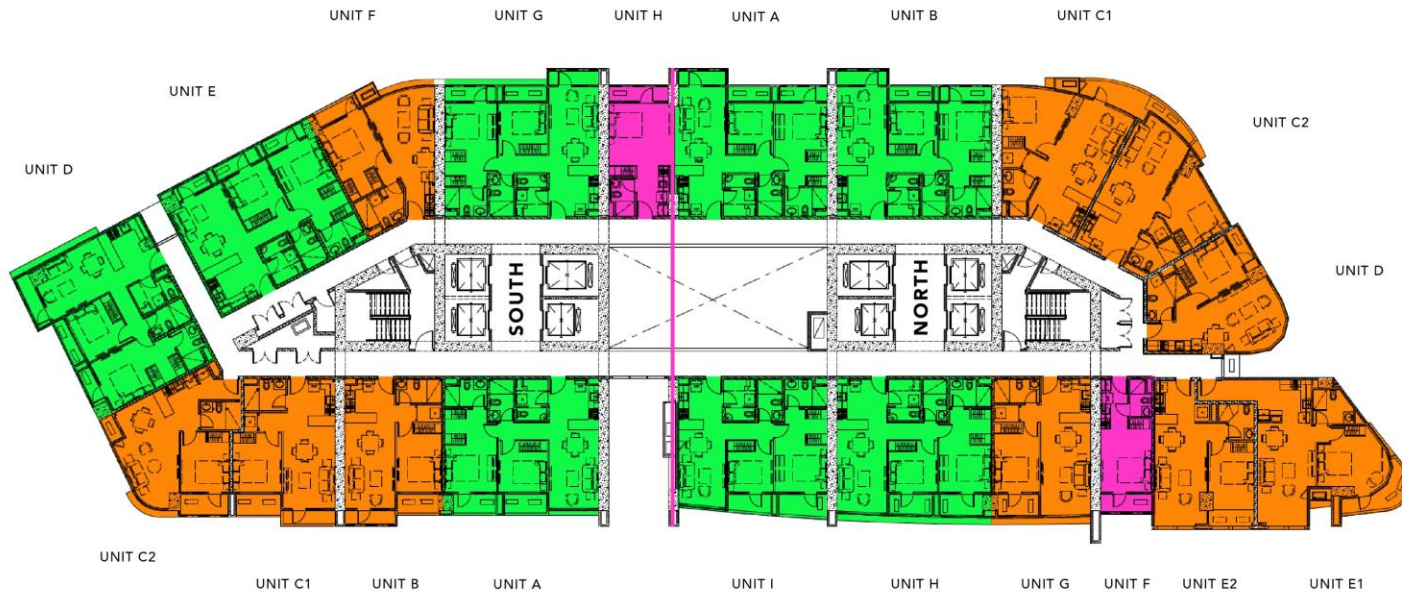 UNIT F
UNIT G
UNIT H
UNIT A
UNIT B
UNIT C1
UNIT E
UNIT C2
UNIT D
UNIT D
SOUTH
NORTH
UNIT C2
UNIT C1
UNIT B
UNIT A
UNIT I
UNIT H
UNIT G
UNIT F
UNIT E2
UNIT E1